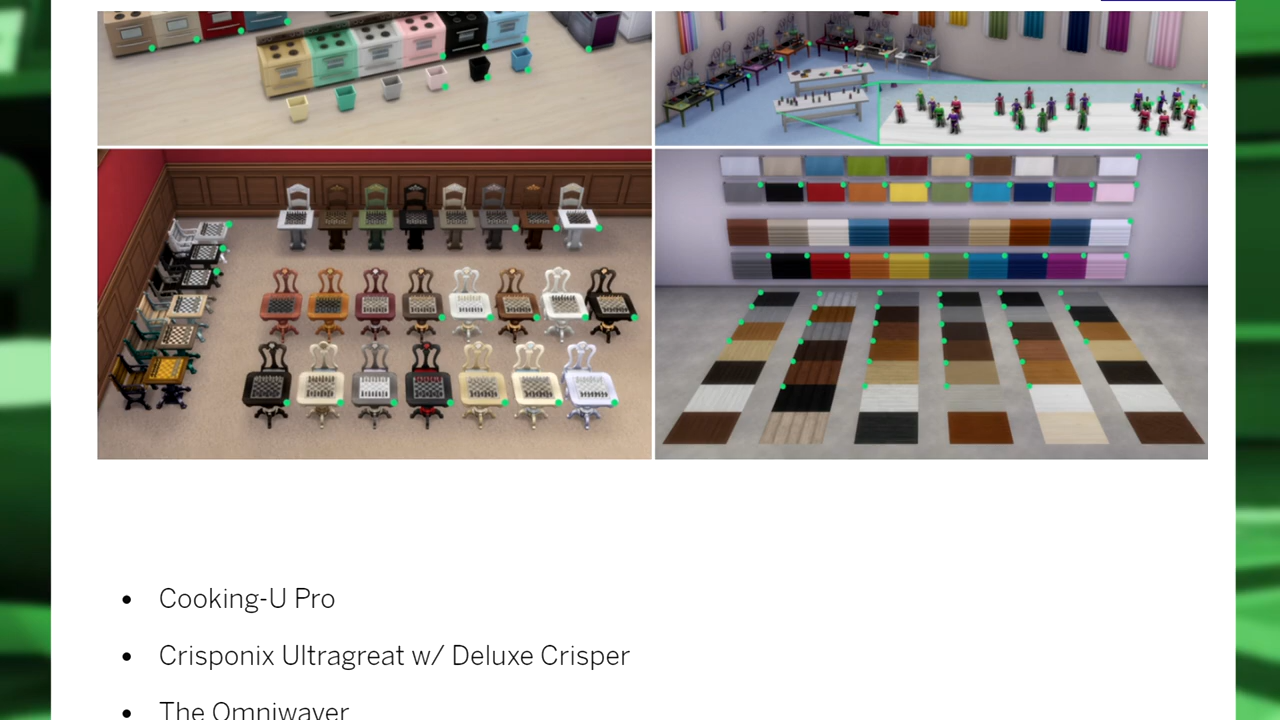 Cooking-U Pro
Crisponix Ultragreat w/ Deluxe Crisper
The Omniwaver